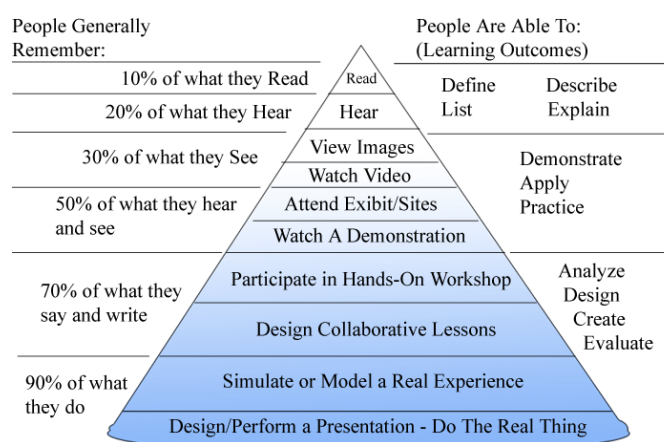 People Generally
Remember:
People Are Able To:
(Learning Outcomes)
10% of what they Read
Read
Define
Describe
20% of what they Hear
Hear
List
Explain
30% of what they See
View Images
Demonstrate
Watch Video
Apply
50% of what they hear
and see
Attend Exibit/Sites
Practice
Watch A Demonstration
70% of what they
say and write
Participate in Hands-On Workshop
Analyze
Design
Create
Evaluate
Design Collaborative Lessons
90% of what
they do
Simulate or Model a Real Experience
Design/Perform a Presentation - Do The Real Thing